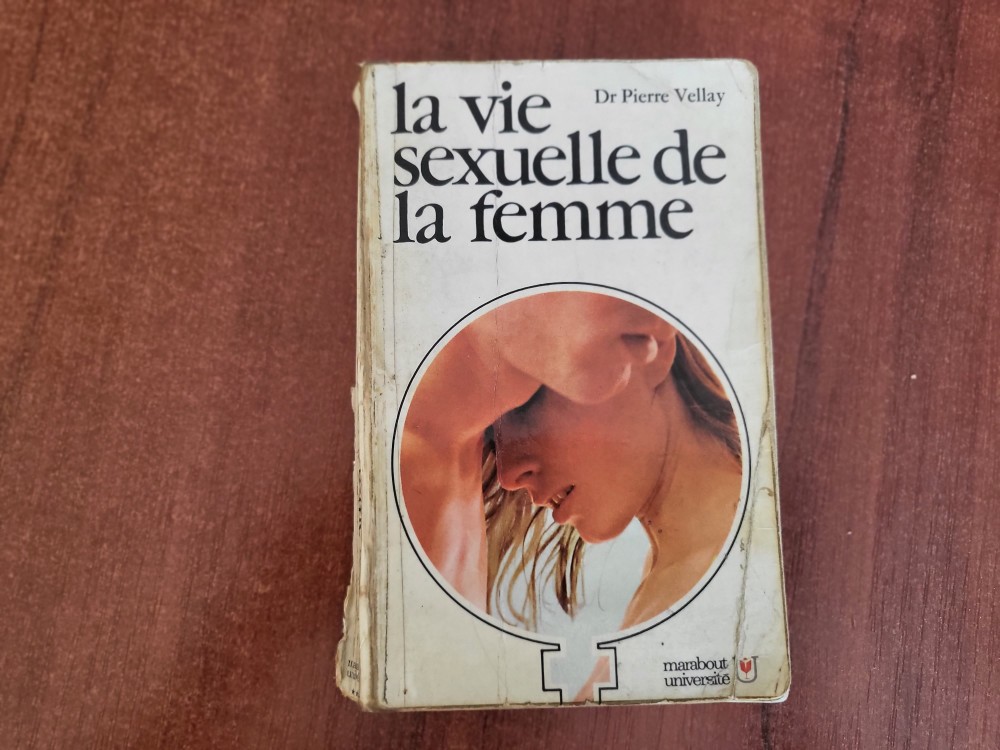 Dr Pierre Vellay
la vie
sexuelle de
la femme
marabout
université